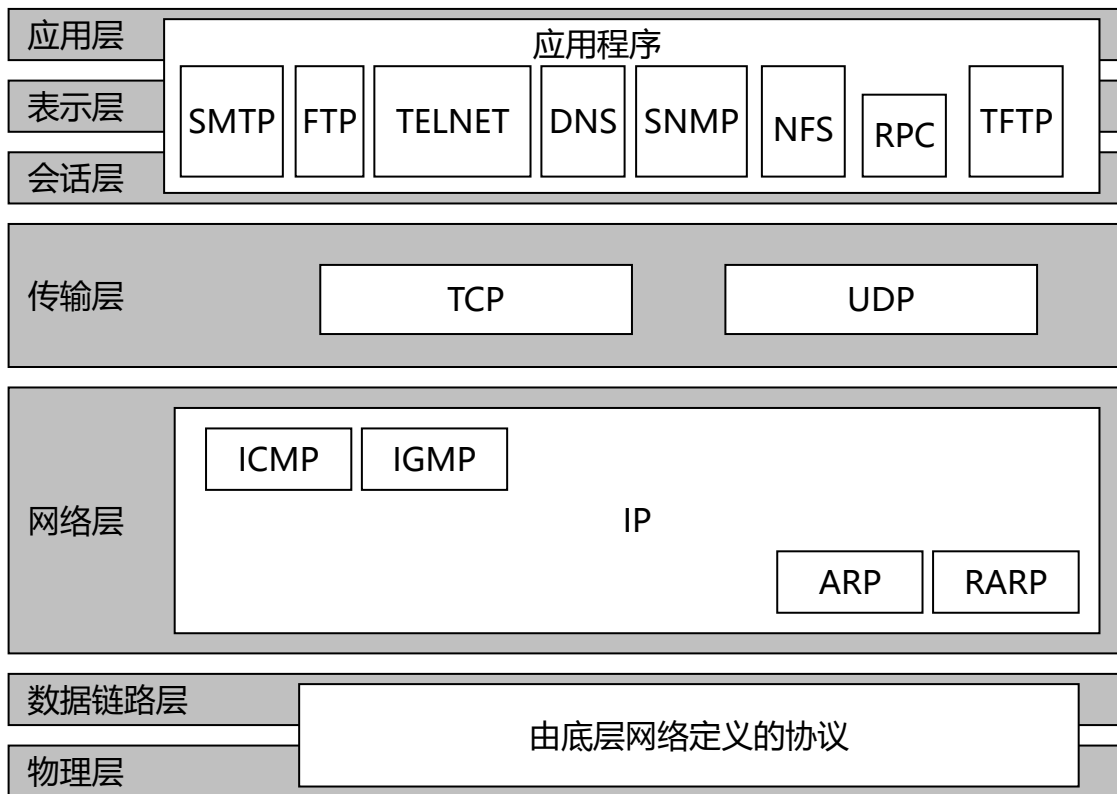 应用层
应用程序
表示层
SMTP FTP TELNET DNS SNMP NFS RPC TFTP
会话层
传输层
TCP UDP
ICMP IGMP
网络层
IP
ARP RARP
数据链路层
由底层网络定义的协议
物理层